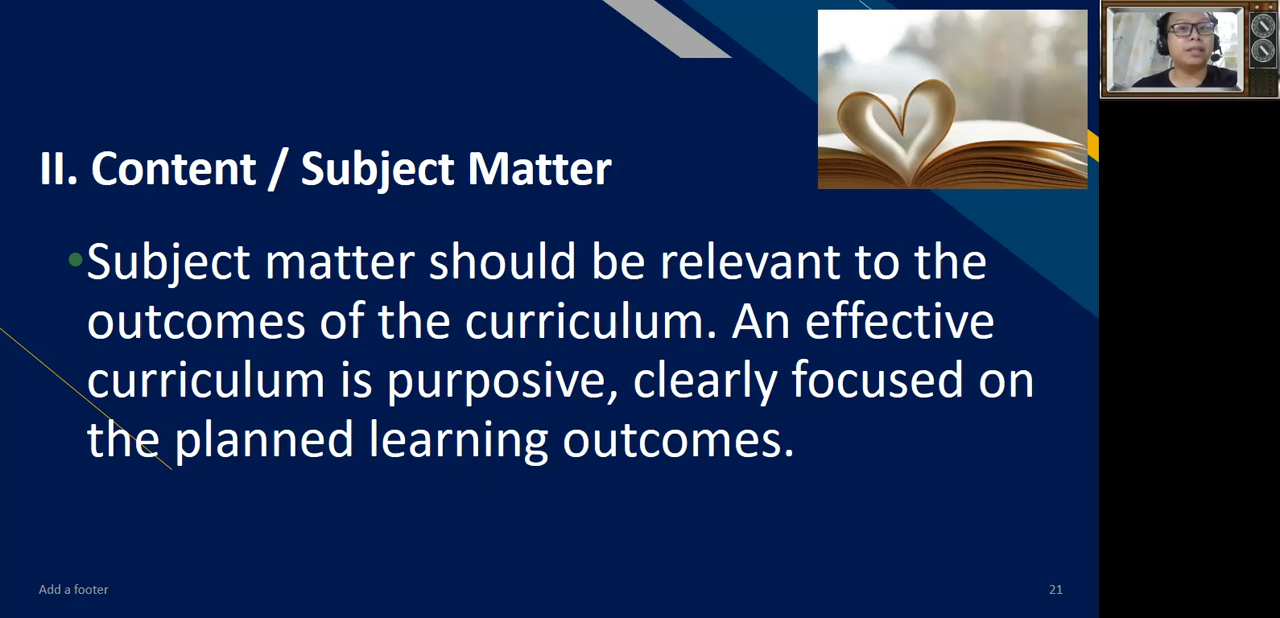 II. Content / Subject Matter
•Subject matter should be relevant to the
outcomes of the curriculum. An effective
curriculum is purposive, clearly focused on
the planned learning outcomes.
Add a footer
21